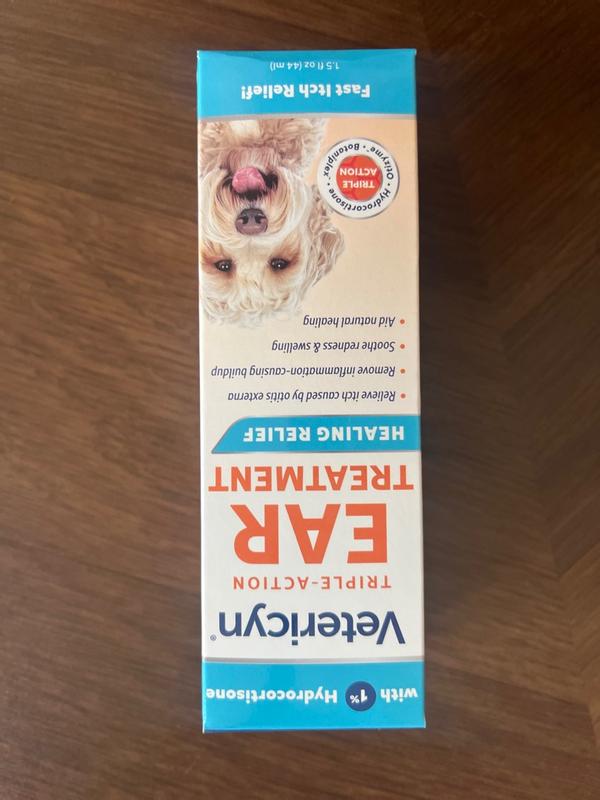 with 1% Hydrocortisone
Vetericyn®
TRIPLE-ACTION
EAR
TREATMENT
HEALING RELIEF
• Relieve itch caused by otitis externa
• Remove inflammation-causing buildup
• Soothe redness & swelling
• Aid natural healing
TRIPLE
ACTION
• Hydrocortisone • Otizyme™ • Botaniplex™
Fast Itch Relief!
1.5 fl oz (44 ml)